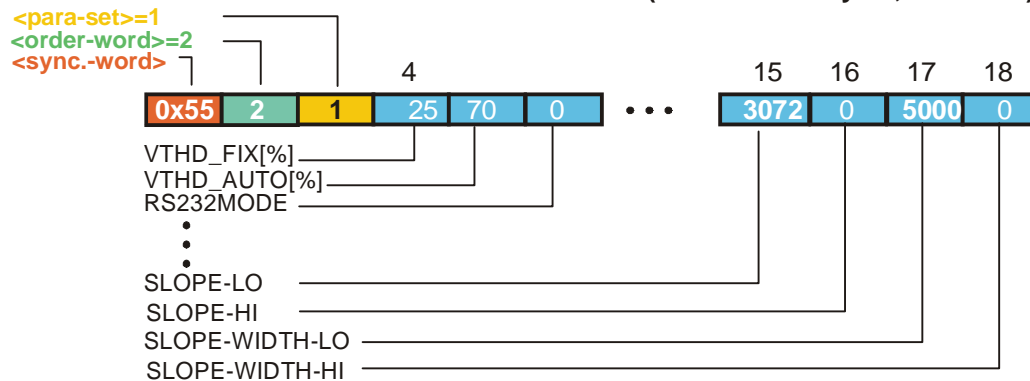 <para-set>=1
<order-word>=2
<sync.-word>
4 15 16 17 18
0x55 2 1 25 70 0 • • • 3072 0 5000 0
VTHD_FIX[%]
VTHD_AUTO[%]
RS232MODE
SLOPE-LO
SLOPE-HI
SLOPE-WIDTH-LO
SLOPE-WIDTH-HI